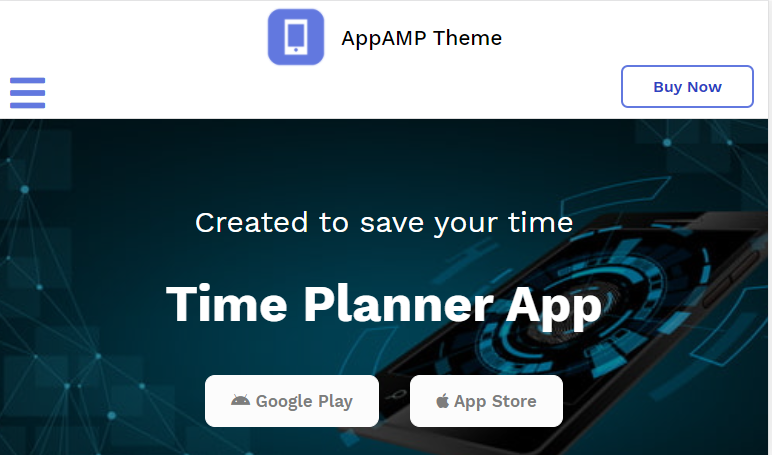 AppAMP Theme
Buy Now
Created to save your time
Time Planner App
Google Play
App Store